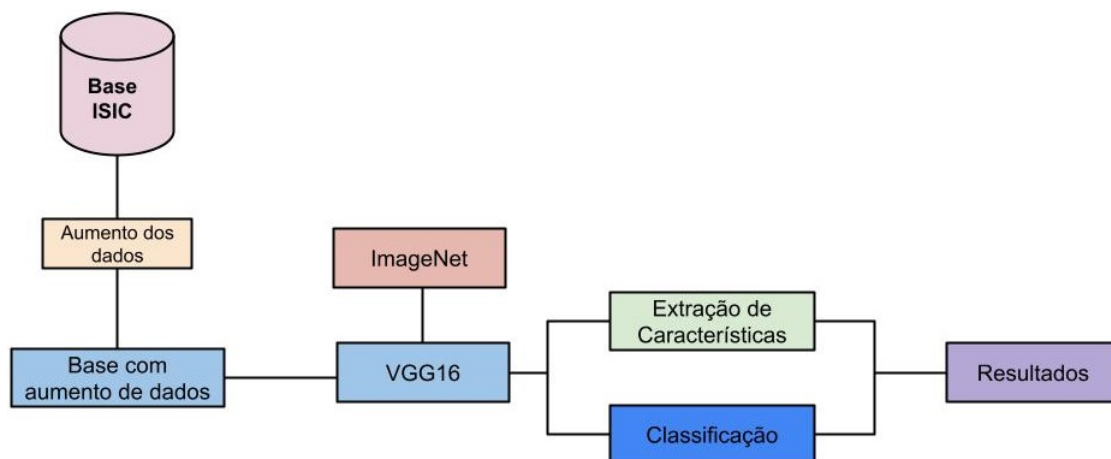 Base
ISIC
Aumento dos
dados
ImageNet
Extração de
Características
Base com
aumento de dados
VGG16
Resultados
Classificação